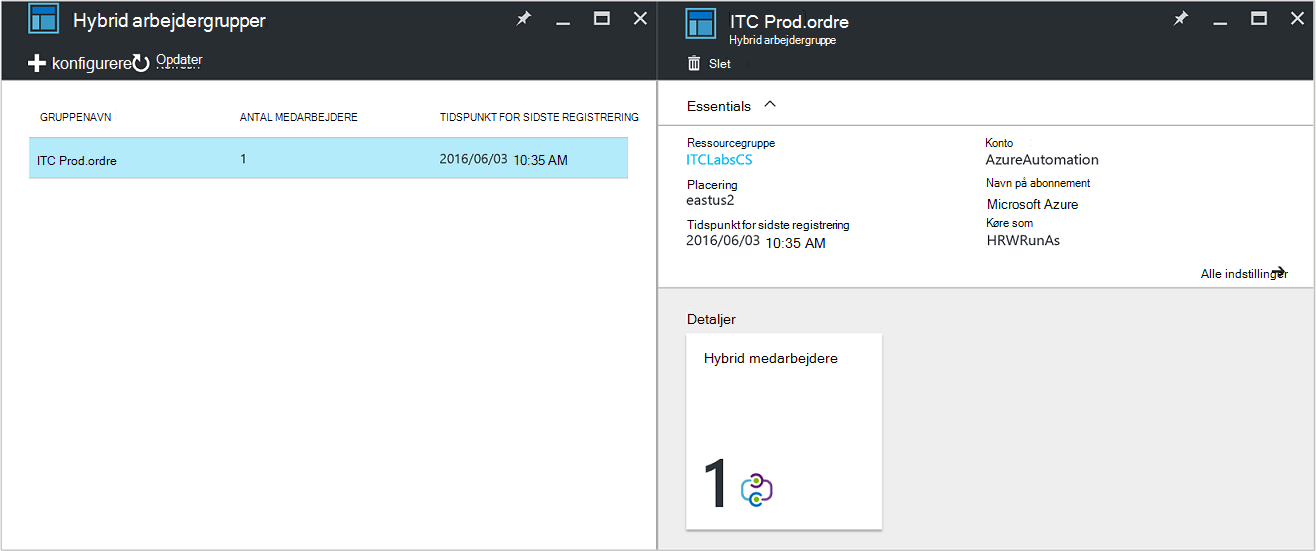 Hybrid arbejdergrupper
konfigurere Opdater
GRUPPENAVN ANTAL MEDARBEJDERE TIDSPUNKT FOR SIDSTE REGISTRERING
ITC Prod.ordre 1 2016/06/03 10:35 AM
ITC Prod.ordre
Hybrid arbejdergruppe
Slet
Essentials
Ressourcegruppe
ITCLabsCS
Placering
eastus2
Tidspunkt for sidste registrering
2016/06/03 10:35 AM
Konto
AzureAutomation
Navn på abonnement
Microsoft Azure
Køre som
HRWRunAs
Alle indstillinger
Detaljer
Hybrid medarbejdere
1